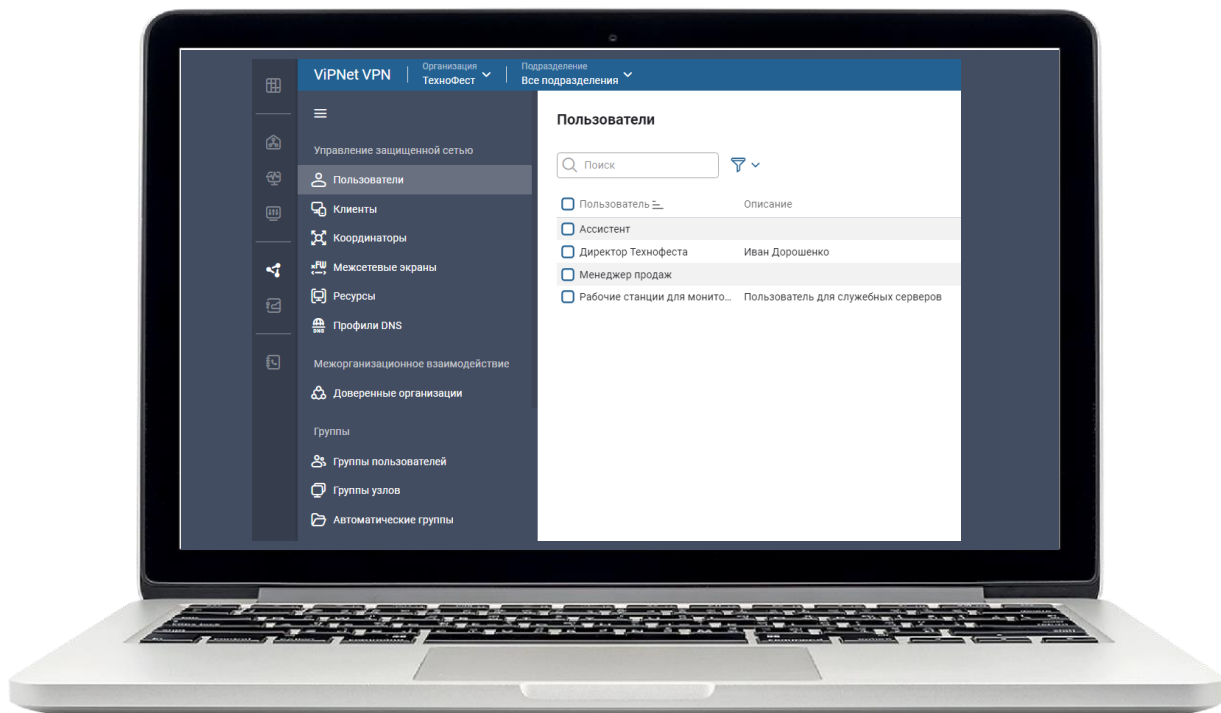 ViPNet VPN
Организация
ТехноФест
Подразделение
Все подразделения
Управление защищенной сетью
Пользователи
Клиенты
Координаторы
Межсетевые экраны
Ресурсы
Профили DNS
Межорганизационное взаимодействие
Доверенные организации
Группы
Группы пользователей
Группы узлов
Автоматические группы
Пользователи
Поиск
Пользователь Описание
Ассистент
Директор Технофеста Иван Дорошенко
Менеджер продаж
Рабочие станции для монито... Пользователь для служебных серверов